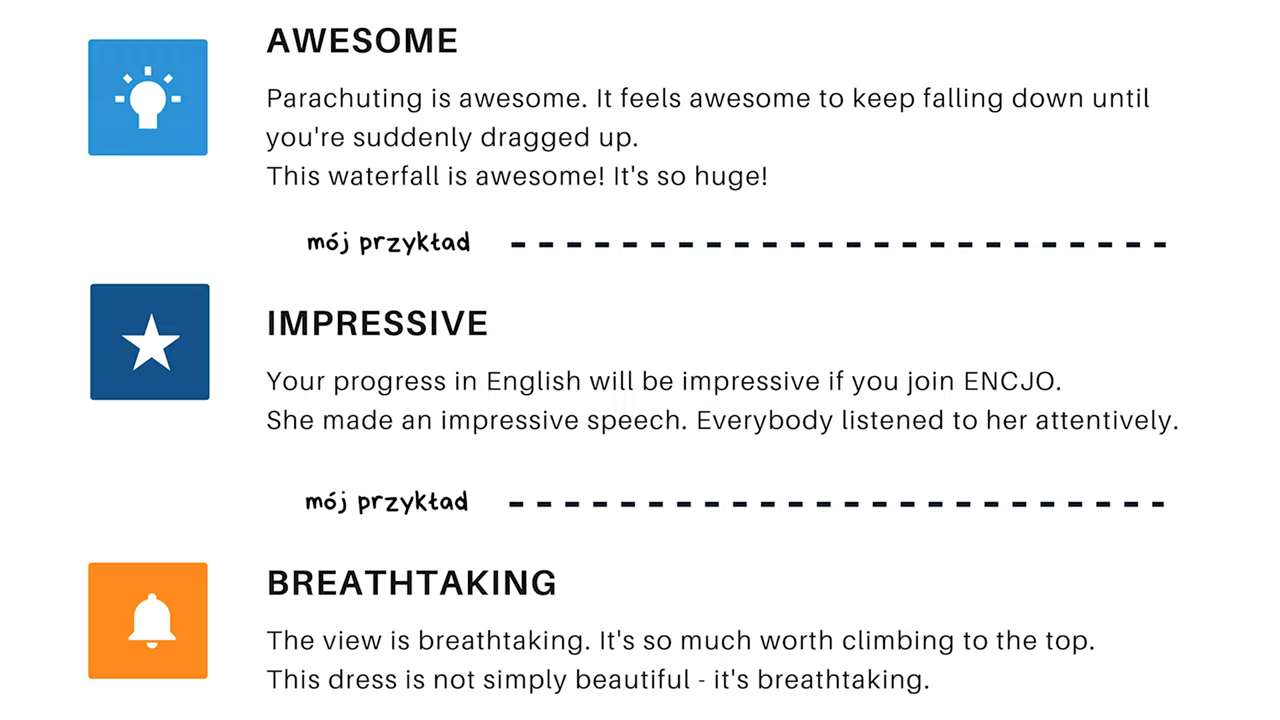 AWESOME
Parachuting is awesome. It feels awesome to keep falling down until
you're suddenly dragged up.
This waterfall is awesome! It's so huge!
mój przykład
IMPRESSIVE
Your progress in English will be impressive if you join ENCJO.
She made an impressive speech. Everybody listened to her attentively.
mój przykład
BREATHTAKING
The view is breathtaking. It's so much worth climbing to the top.
This dress is not simply beautiful - it's breathtaking.